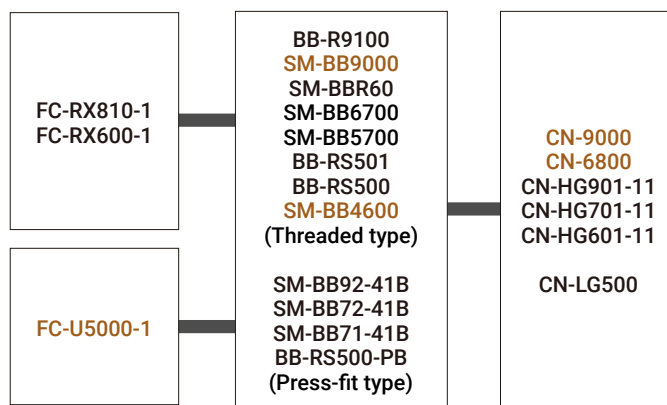 FC-RX810-1
FC-RX600-1
FC-U5000-1
BB-R9100
SM-BB9000
SM-BBR60
SM-BB6700
SM-BB5700
BB-RS501
BB-RS500
SM-BB4600
(Threaded type)
SM-BB92-41B
SM-BB72-41B
SM-BB71-41B
BB-RS500-PB
(Press-fit type)
CN-9000
CN-6800
CN-HG901-11
CN-HG701-11
CN-HG601-11
CN-LG500